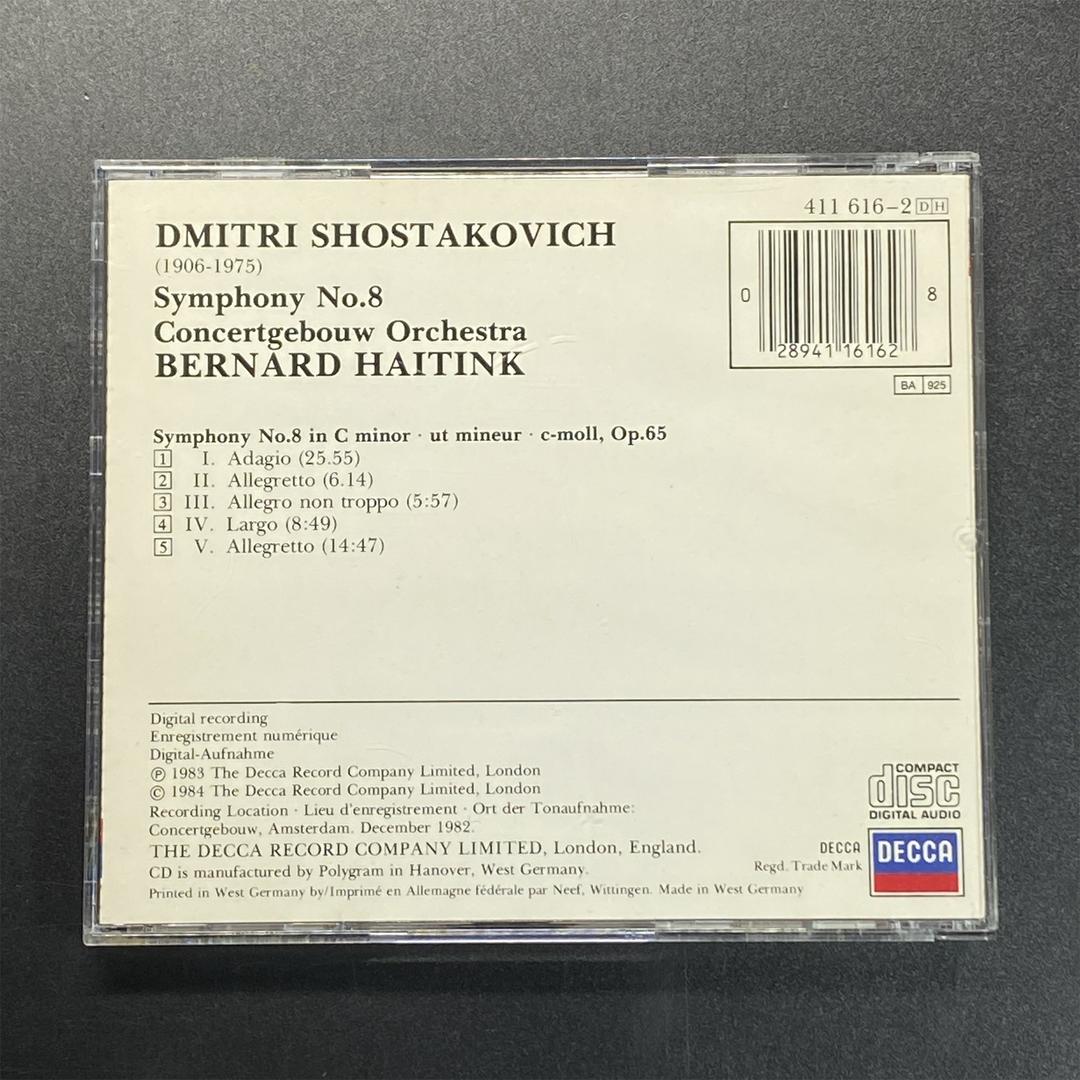 411 616-2 DH
DMITRI SHOSTAKOVICH
(1906-1975)
Symphony No.8
Concertgebouw Orchestra
BERNARD HAITINK
0 28941 16162 8
BA 925
Symphony No.8 in C minor · ut mineur · c-moll, Op.65
1 I. Adagio (25.55)
2 II. Allegretto (6.14)
3 III. Allegro non troppo (5:57)
4 IV. Largo (8:49)
5 V. Allegretto (14:47)
Digital recording
Enregistrement numérique
Digital-Aufnahme
℗ 1983 The Decca Record Company Limited, London
© 1984 The Decca Record Company Limited, London
Recording Location · Lieu d'enregistrement · Ort der Tonaufnahme:
Concertgebouw, Amsterdam. December 1982.
THE DECCA RECORD COMPANY LIMITED, London, England.
CD is manufactured by Polygram in Hanover, West Germany.
Printed in West Germany by/Imprimé en Allemagne fédérale par Neef, Wittingen. Made in West Germany
COMPACT
disc
DIGITAL AUDIO
DECCA
Regd. Trade Mark
DECCA